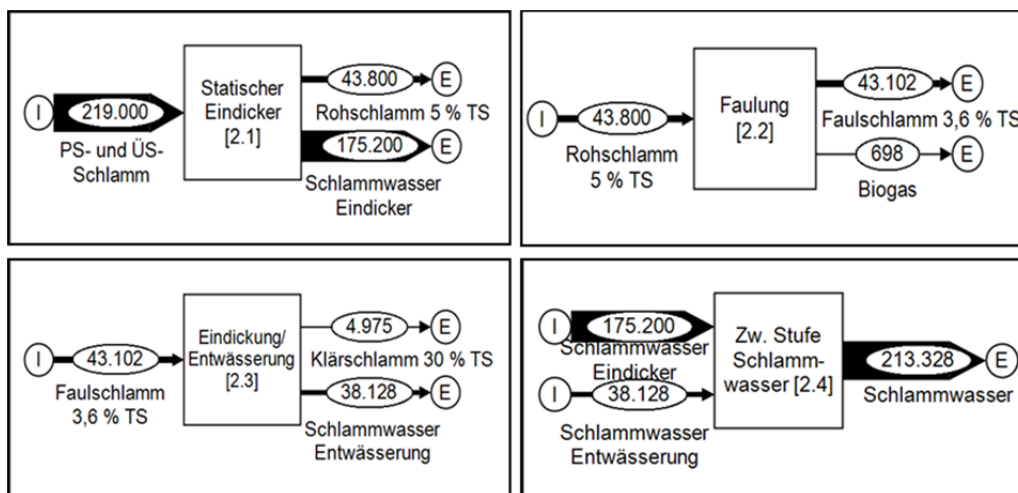 I
219.000
PS- und ÜS-
Schlamm
Statischer
Eindicker
[2.1]
43.800
E
Rohschlamm 5 % TS
175.200
E
Schlammwasser
Eindicker
I
43.800
Rohschlamm
5 % TS
Faulung
[2.2]
43.102
E
Faulschlamm 3,6 % TS
698
E
Biogas
I
43.102
Faulschlamm
3,6 % TS
Eindickung/
Entwässerung
[2.3]
4.975
E
Klärschlamm 30 % TS
38.128
E
Schlammwasser
Entwässerung
I
175.200
Schlammwasser
Eindicker
I
38.128
Schlammwasser
Entwässerung
Zw. Stufe
Schlamm-
wasser [2.4]
213.328
E
Schlammwasser